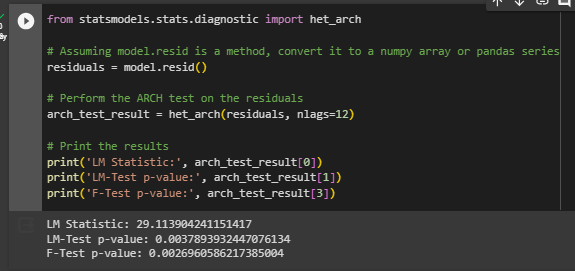 from statsmodels.stats.diagnostic import het_arch
# Assuming model.resid is a method, convert it to a numpy array or pandas series
residuals = model.resid()
# Perform the ARCH test on the residuals
arch_test_result = het_arch(residuals, nlags=12)
# Print the results
print('LM Statistic:', arch_test_result[0])
print('LM-Test p-value:', arch_test_result[1])
print('F-Test p-value:', arch_test_result[3])
LM Statistic: 29.113904241151417
LM-Test p-value: 0.0037893932447076134
F-Test p-value: 0.0026960586217385004